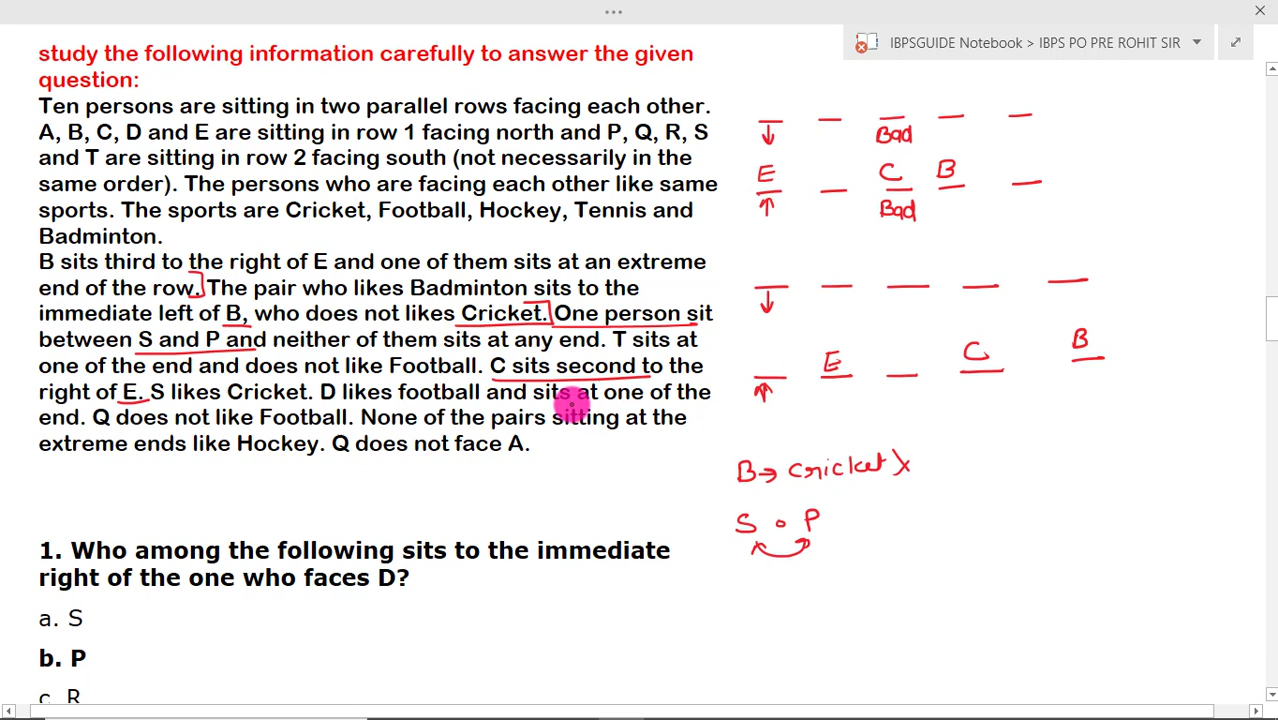 IBPSGUIDE Notebook > IBPS PO PRE ROHIT SIR
study the following information carefully to answer the given
question:
Ten persons are sitting in two parallel rows facing each other.
A, B, C, D and E are sitting in row 1 facing north and P, Q, R, S
and T are sitting in row 2 facing south (not necessarily in the
same order). The persons who are facing each other like same
sports. The sports are Cricket, Football, Hockey, Tennis and
Badminton.
B sits third to the right of E and one of them sits at an extreme
end of the row. The pair who likes Badminton sits to the
immediate left of B, who does not likes Cricket. One person sit
between S and P and neither of them sits at any end. T sits at
one of the end and does not like Football. C sits second to the
right of E. S likes Cricket. D likes football and sits at one of the
end. Q does not like Football. None of the pairs sitting at the
extreme ends like Hockey. Q does not face A.
1. Who among the following sits to the immediate
right of the one who faces D?
a. S
b. P
c. R
Bad
E C B
Bad
E C B
B→ cricket X
S o P